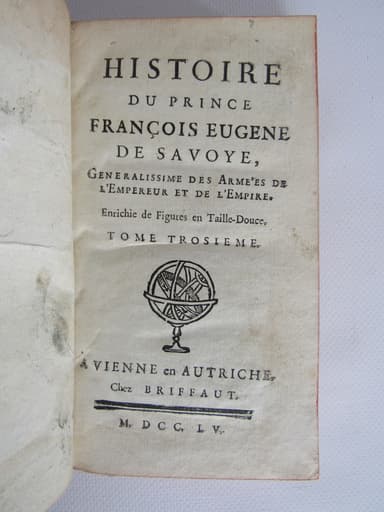 HISTOIRE
DU PRINCE
FRANÇOIS EUGENE
DE SAVOYE,
GENERALISSIME DES ARME'ES DE
L'EMPEREUR ET DE L'EMPIRE.
Enrichie de Figures en Taille-Douce.
TOME TROSIEME.
A VIENNE en AUTRICHE,
Chez BRIFFAUT.
M. DCC. LV.